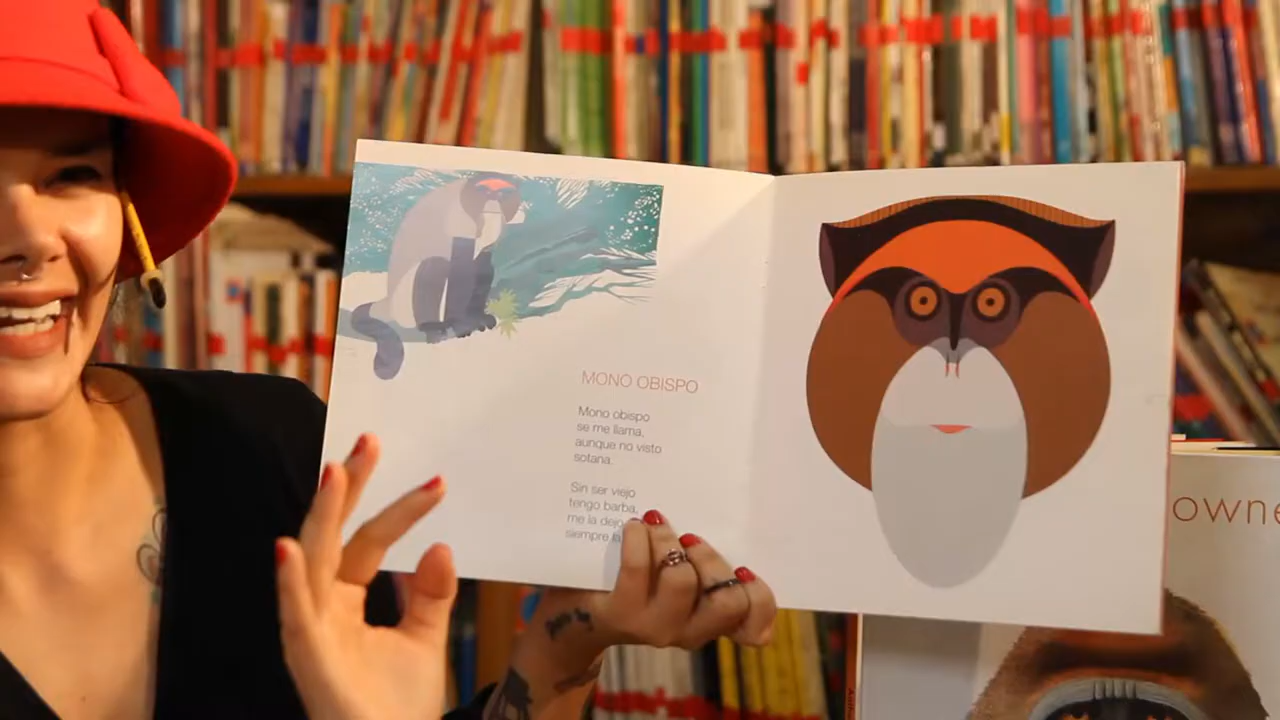 MONO OBISPO
Mono obispo
se me llama,
aunque no visto
sotana.
Sin ser viejo
tengo barba,
me la dejo
siempre la
owne